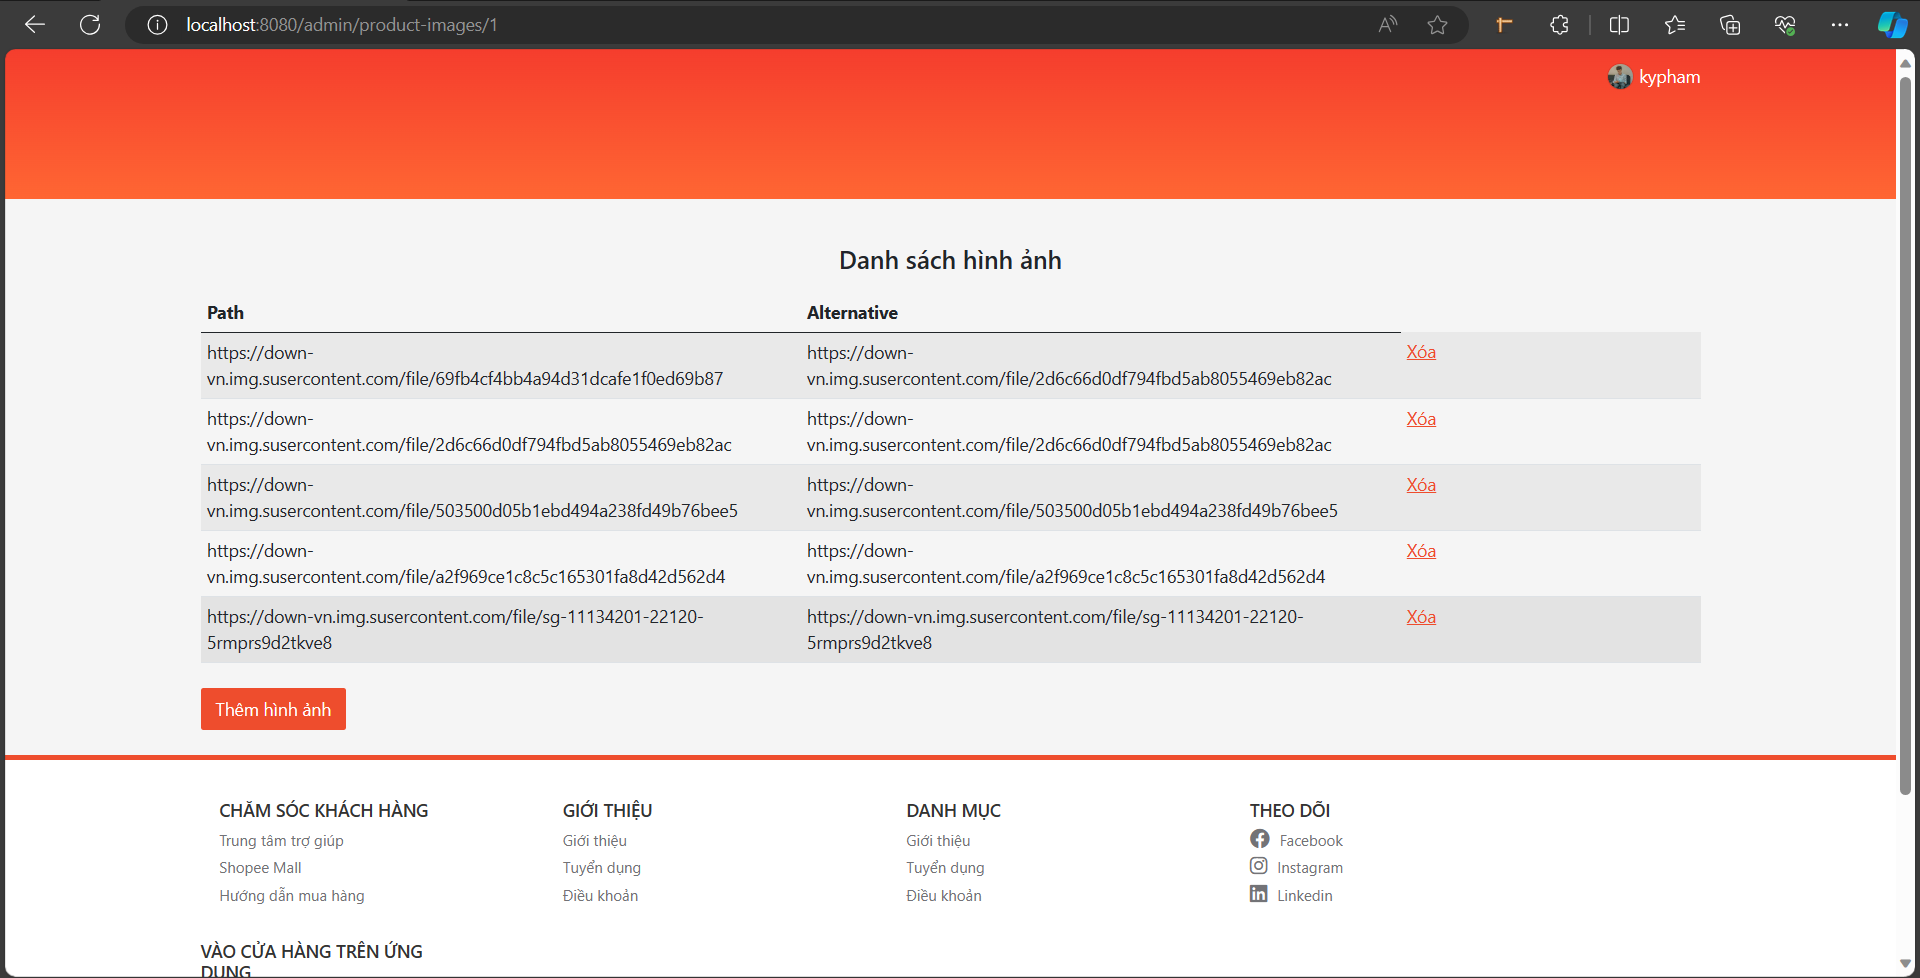 localhost:8080/admin/product-images/1
kypham
Danh sách hình ảnh
Path Alternative
https://down- https://down- Xóa
vn.img.susercontent.com/file/69fb4cf4bb4a94d31dcafe1f0ed69b87 vn.img.susercontent.com/file/2d6c66d0df794fbd5ab8055469eb82ac
https://down- https://down- Xóa
vn.img.susercontent.com/file/2d6c66d0df794fbd5ab8055469eb82ac vn.img.susercontent.com/file/2d6c66d0df794fbd5ab8055469eb82ac
https://down- https://down- Xóa
vn.img.susercontent.com/file/503500d05b1ebd494a238fd49b76bee5 vn.img.susercontent.com/file/503500d05b1ebd494a238fd49b76bee5
https://down- https://down- Xóa
vn.img.susercontent.com/file/a2f969ce1c8c5c165301fa8d42d562d4 vn.img.susercontent.com/file/a2f969ce1c8c5c165301fa8d42d562d4
https://down-vn.img.susercontent.com/file/sg-11134201-22120- https://down-vn.img.susercontent.com/file/sg-11134201-22120- Xóa
5rmprs9d2tkve8 5rmprs9d2tkve8
Thêm hình ảnh
CHĂM SÓC KHÁCH HÀNG
Trung tâm trợ giúp
Shopee Mall
Hướng dẫn mua hàng
GIỚI THIỆU
Giới thiệu
Tuyển dụng
Điều khoản
DANH MỤC
Giới thiệu
Tuyển dụng
Điều khoản
THEO DÕI
Facebook
Instagram
Linkedin
VÀO CỬA HÀNG TRÊN ỨNG
DỤNG